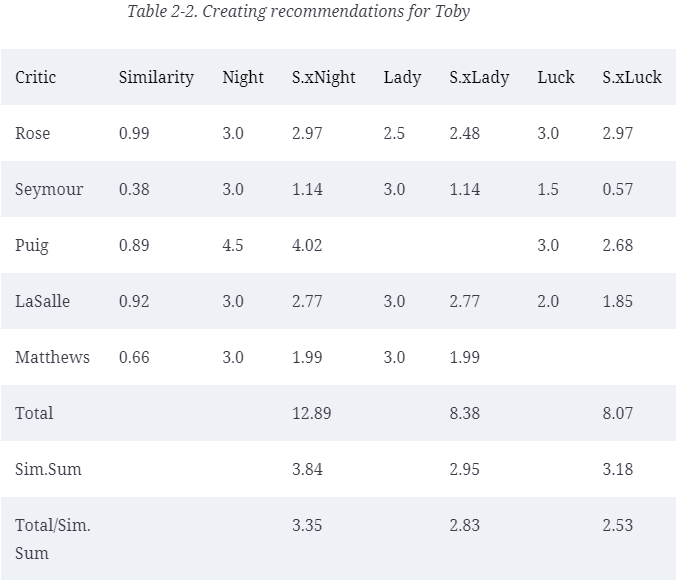 Table 2-2. Creating recommendations for Toby
Critic Similarity Night S.xNight Lady S.xLady Luck S.xLuck
Rose 0.99 3.0 2.97 2.5 2.48 3.0 2.97
Seymour 0.38 3.0 1.14 3.0 1.14 1.5 0.57
Puig 0.89 4.5 4.02 3.0 2.68
LaSalle 0.92 3.0 2.77 3.0 2.77 2.0 1.85
Matthews 0.66 3.0 1.99 3.0 1.99
Total 12.89 8.38 8.07
Sim.Sum 3.84 2.95 3.18
Total/Sim. 3.35 2.83 2.53
Sum